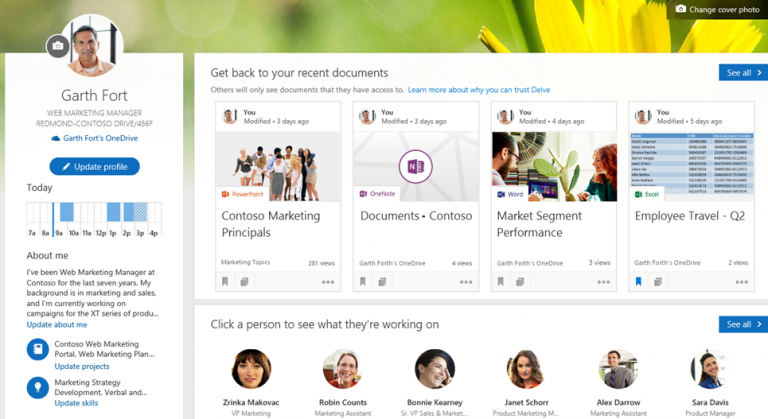 Change cover photo
Garth Fort
WEB MARKETING MANAGER
REDMOND-CONTOSO DRIVE/456F
Garth Fort's OneDrive
Update profile
Today
7a 8a 9a 10a 11a 12a 1p 2p 3p 4p
About me
I've been Web Marketing Manager at
Contoso for the last seven years. My
background is in marketing and sales,
and I'm currently working on
campaigns for the XT series of produ...
Update about me
Contoso Web Marketing
Portal. Web Marketing Plan...
Update projects
Marketing Strategy
Development, Verbal and...
Update skills
Get back to your recent documents
See all
Others will only see documents that they have access to. Learn more about why you can trust Delve
You
Modified • 3 days ago
PowerPoint
Contoso Marketing
Principals
Marketing Topics 281 views
You
Modified • 3 days ago
OneNote
Documents • Contoso
Garth Forth's OneDrive 4 views
You
Modified • 4 days ago
Word
Market Segment
Performance
Garth Forth's OneDrive 3 views
You
Modified • 5 days ago
Excel
Employee Travel - Q2
Garth Forth's OneDrive 2 views
Click a person to see what they're working on
See all
Zrinka Makovac
VP Marketing
Robin Counts
Marketing Assistant
Bonnie Kearney
Sr. VP Sales & Market...
Janet Schorr
Product Marketing M...
Alex Darrow
Marketing Assistant
Sara Davis
Product Manager